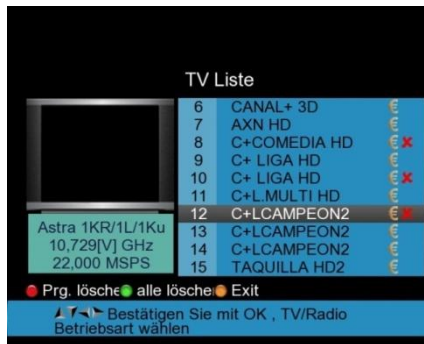 TV Liste
6 CANAL+ 3D €
7 AXN HD €
8 C+COMEDIA HD €
9 C+ LIGA HD €
10 C+ LIGA HD €
11 C+L.MULTI HD €
12 C+LCAMPEON2 €
13 C+LCAMPEON2 €
14 C+LCAMPEON2 €
15 TAQUILLA HD2 €
Astra 1KR/1L/1Ku
10,729[V] GHz
22,000 MSPS
Prg. lösche alle lösche Exit
Bestätigen Sie mit OK , TV/Radio
Betriebsart wählen